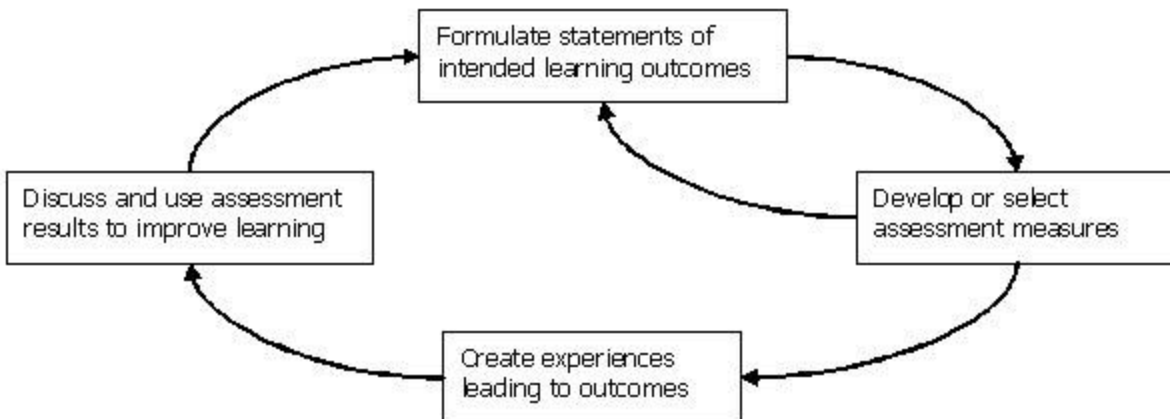 Formulate statements of
intended learning outcomes
Discuss and use assessment
results to improve learning
Develop or select
assessment measures
Create experiences
leading to outcomes